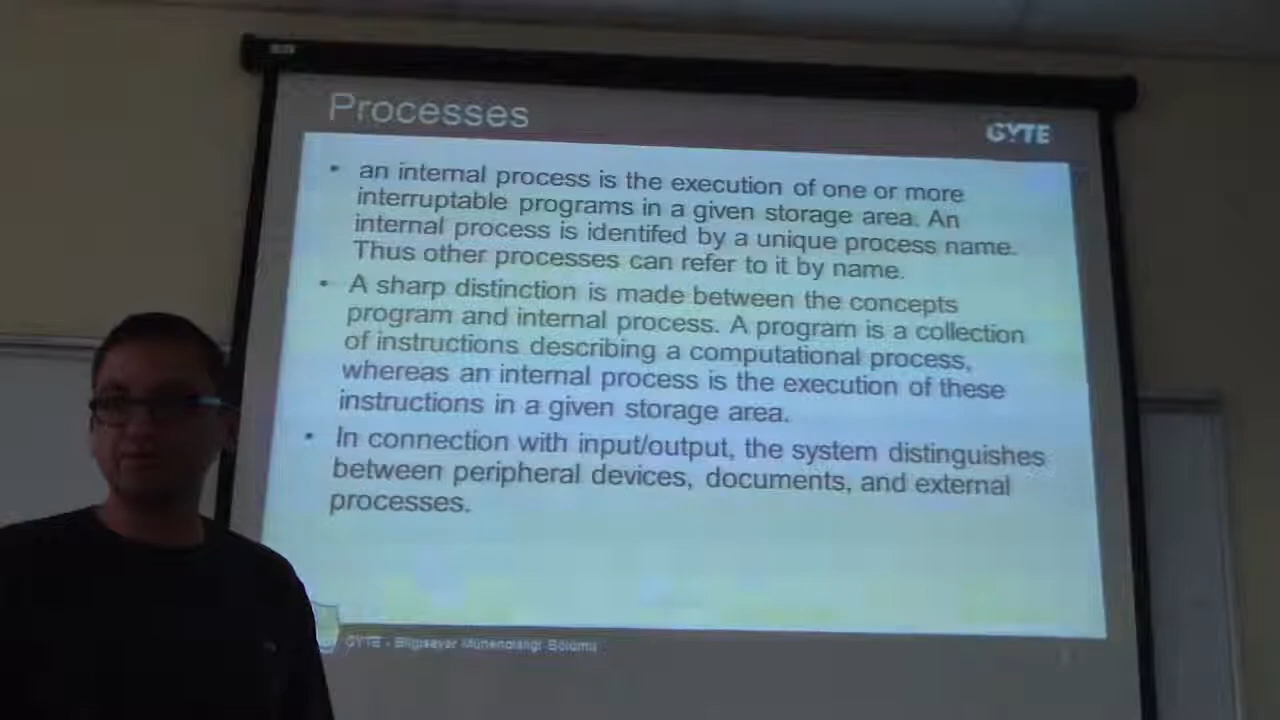 Processes
GYTE
• an internal process is the execution of one or more
interruptable programs in a given storage area. An
internal process is identifed by a unique process name.
Thus other processes can refer to it by name.
• A sharp distinction is made between the concepts
program and internal process. A program is a collection
of instructions describing a computational process,
whereas an internal process is the execution of these
instructions in a given storage area.
• In connection with input/output, the system distinguishes
between peripheral devices, documents, and external
processes.
GYTE - Bilgisayar Mühendisliği Bölümü